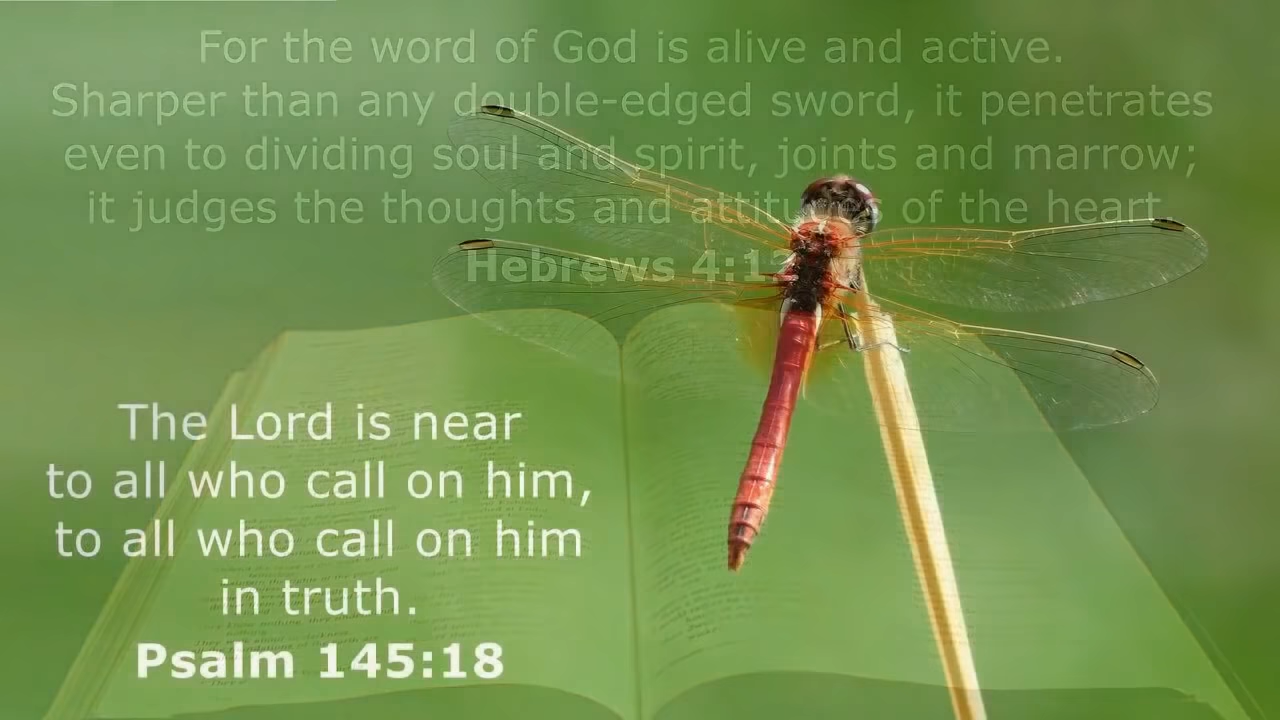 For the word of God is alive and active.
Sharper than any double-edged sword, it penetrates
even to dividing soul and spirit, joints and marrow;
it judges the thoughts and of the heart
Hebrews 4:12
The Lord is near
to all who call on him,
to all who call on him
in truth.
Psalm 145:18